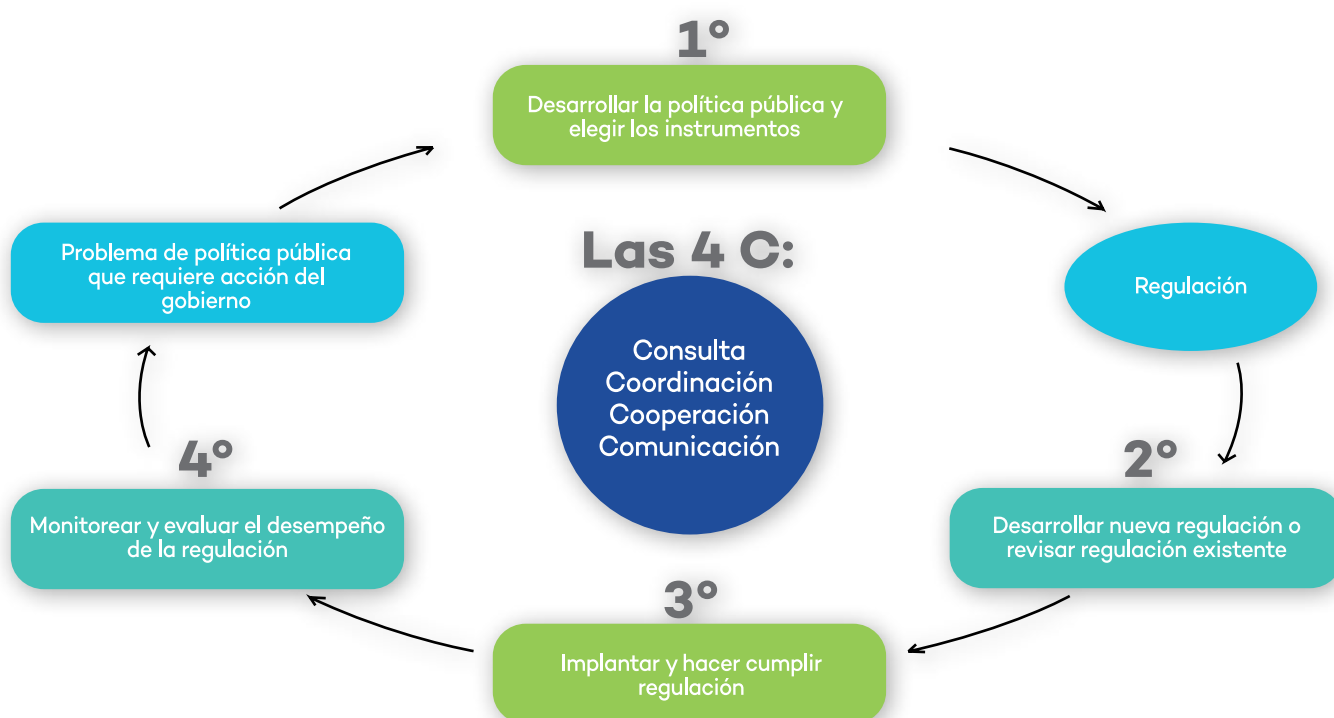 1°
Desarrollar la política pública y
elegir los instrumentos
Problema de política pública
que requiere acción del
gobierno
Las 4 C:
Consulta
Coordinación
Cooperación
Comunicación
Regulación
2°
Desarrollar nueva regulación o
revisar regulación existente
3°
Implantar y hacer cumplir
regulación
4°
Monitorear y evaluar el desempeño
de la regulación